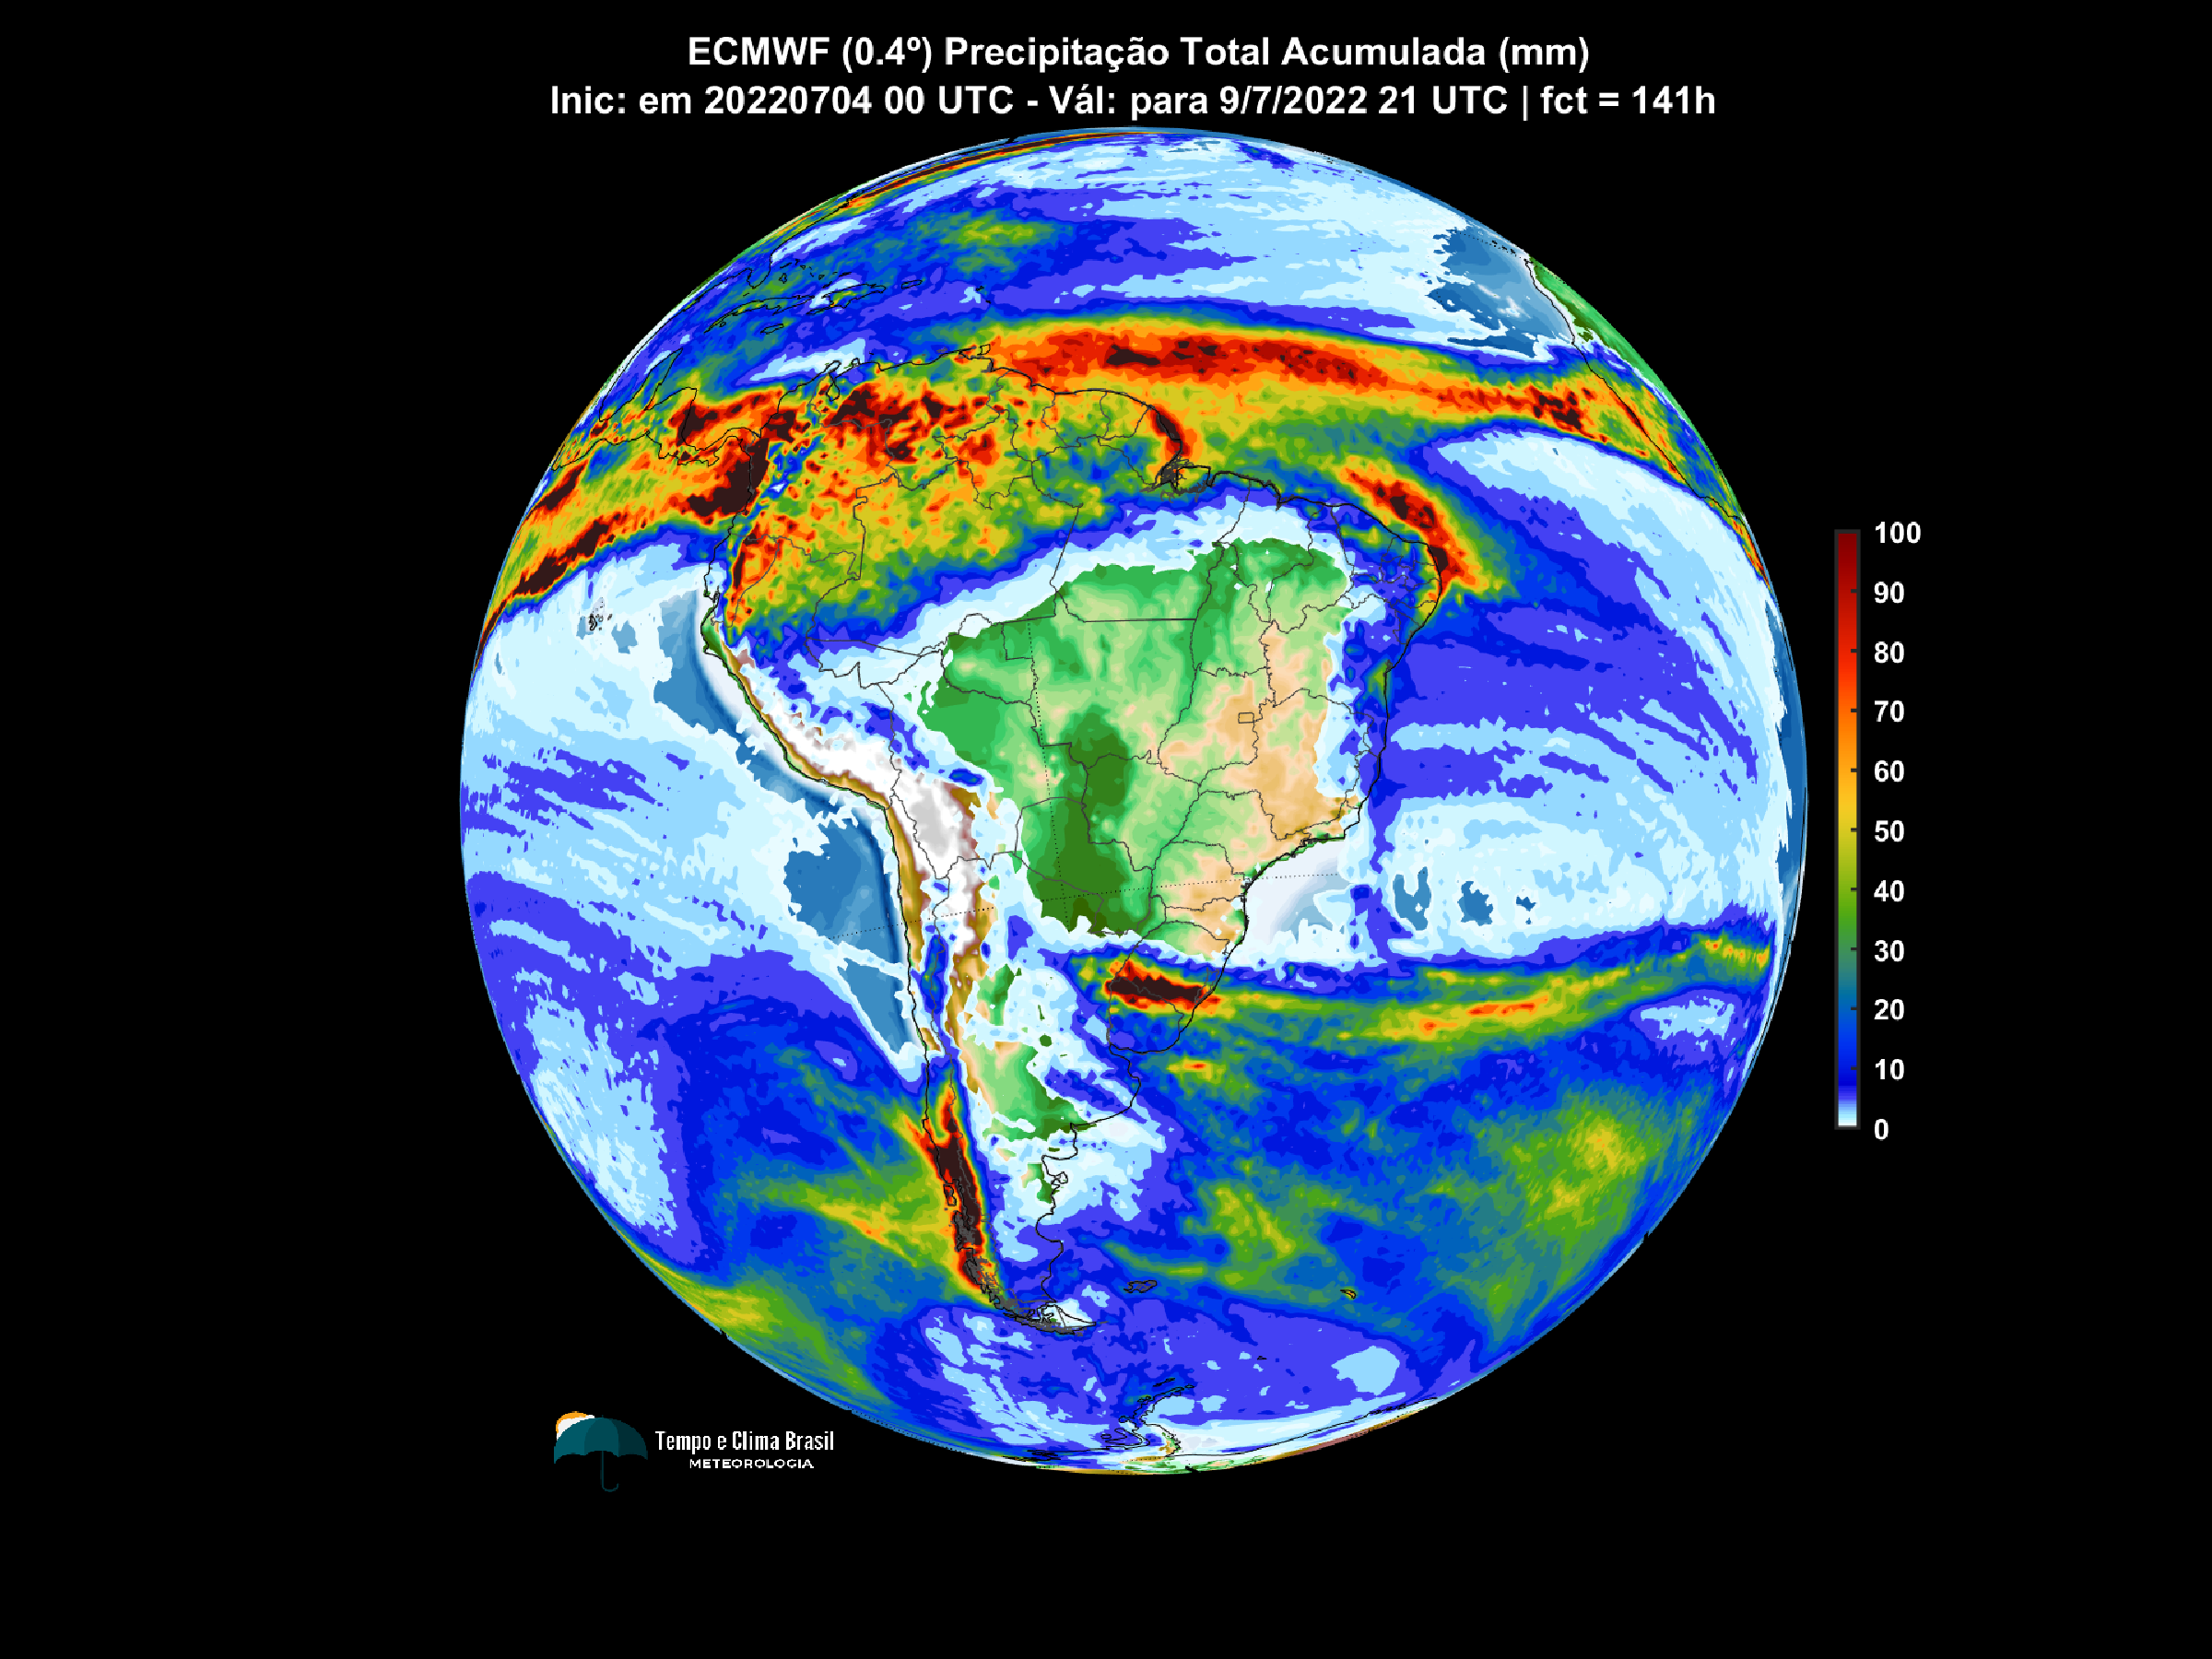 ECMWF (0.4º) Precipitação Total Acumulada (mm)
Inic: em 20220704 00 UTC - Vál: para 9/7/2022 21 UTC | fct = 141h
100
90
80
70
60
50
40
30
20
10
0
Tempo e Clima Brasil
METEOROLOGIA